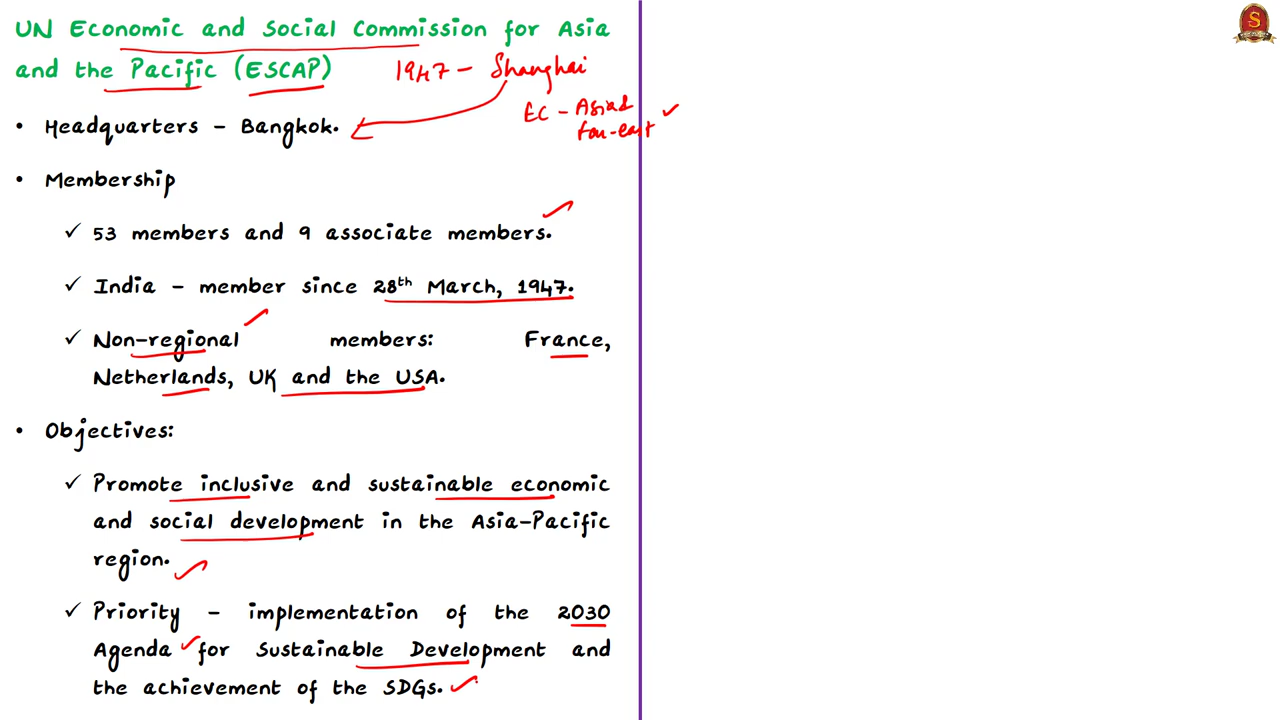 UN Economic and Social Commission for Asia
and the Pacific (ESCAP)
1947 - Shanghai
EC - Asia &
Far-east
• Headquarters - Bangkok.
• Membership
✓ 53 members and 9 associate members.
✓ India - member since 28th March, 1947.
✓ Non-regional members: France,
Netherlands, UK and the USA.
• Objectives:
✓ Promote inclusive and sustainable economic
and social development in the Asia-Pacific
region.
✓ Priority - implementation of the 2030
Agenda for Sustainable Development and
the achievement of the SDGs.